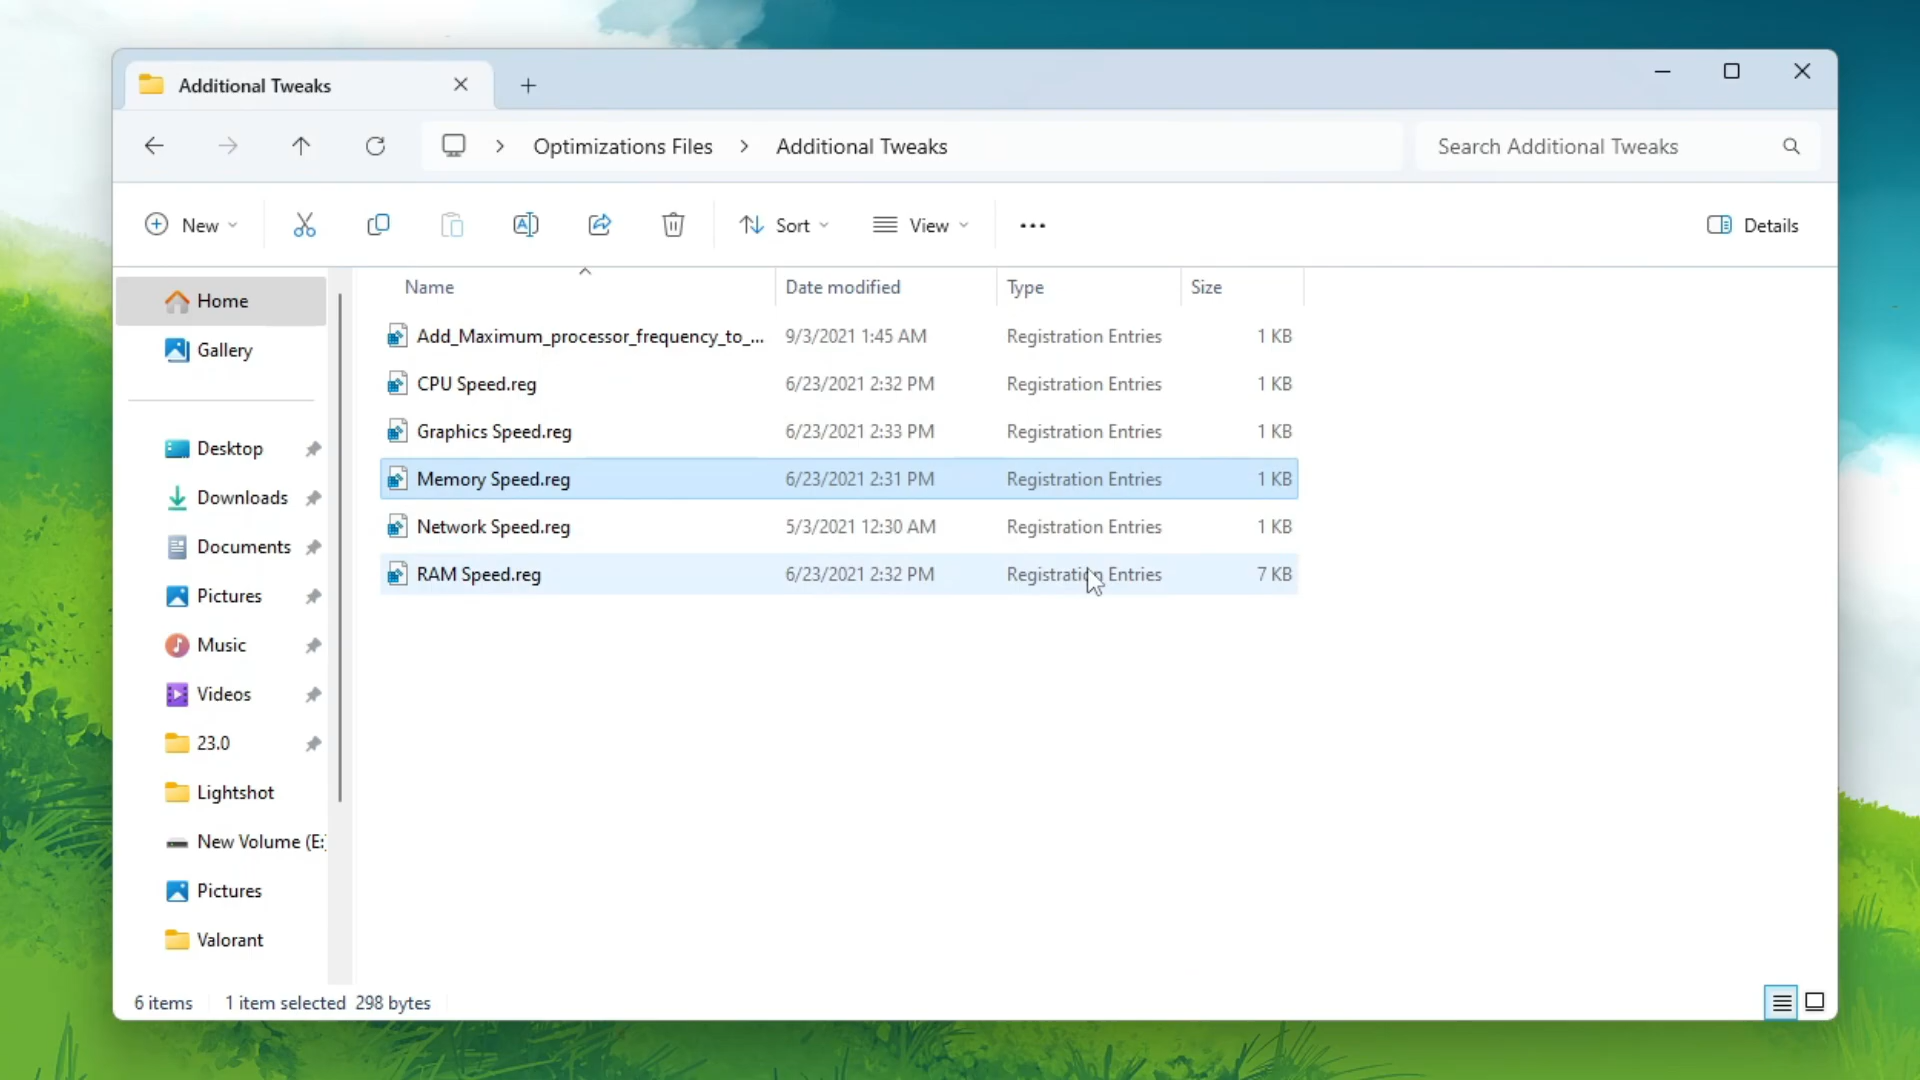 Additional Tweaks
Optimizations Files
Additional Tweaks
Search Additional Tweaks
New
Sort
View
Details
Name
Date modified
Type
Size
Home
Gallery
Desktop
Downloads
Documents
Pictures
Music
Videos
23.0
Lightshot
New Volume (E:)
Pictures
Valorant
Add_Maximum_processor_frequency_to_... 9/3/2021 1:45 AM Registration Entries 1 KB
CPU Speed.reg 6/23/2021 2:32 PM Registration Entries 1 KB
Graphics Speed.reg 6/23/2021 2:33 PM Registration Entries 1 KB
Memory Speed.reg 6/23/2021 2:31 PM Registration Entries 1 KB
Network Speed.reg 5/3/2021 12:30 AM Registration Entries 1 KB
RAM Speed.reg 6/23/2021 2:32 PM Registration Entries 7 KB
6 items 1 item selected 298 bytes